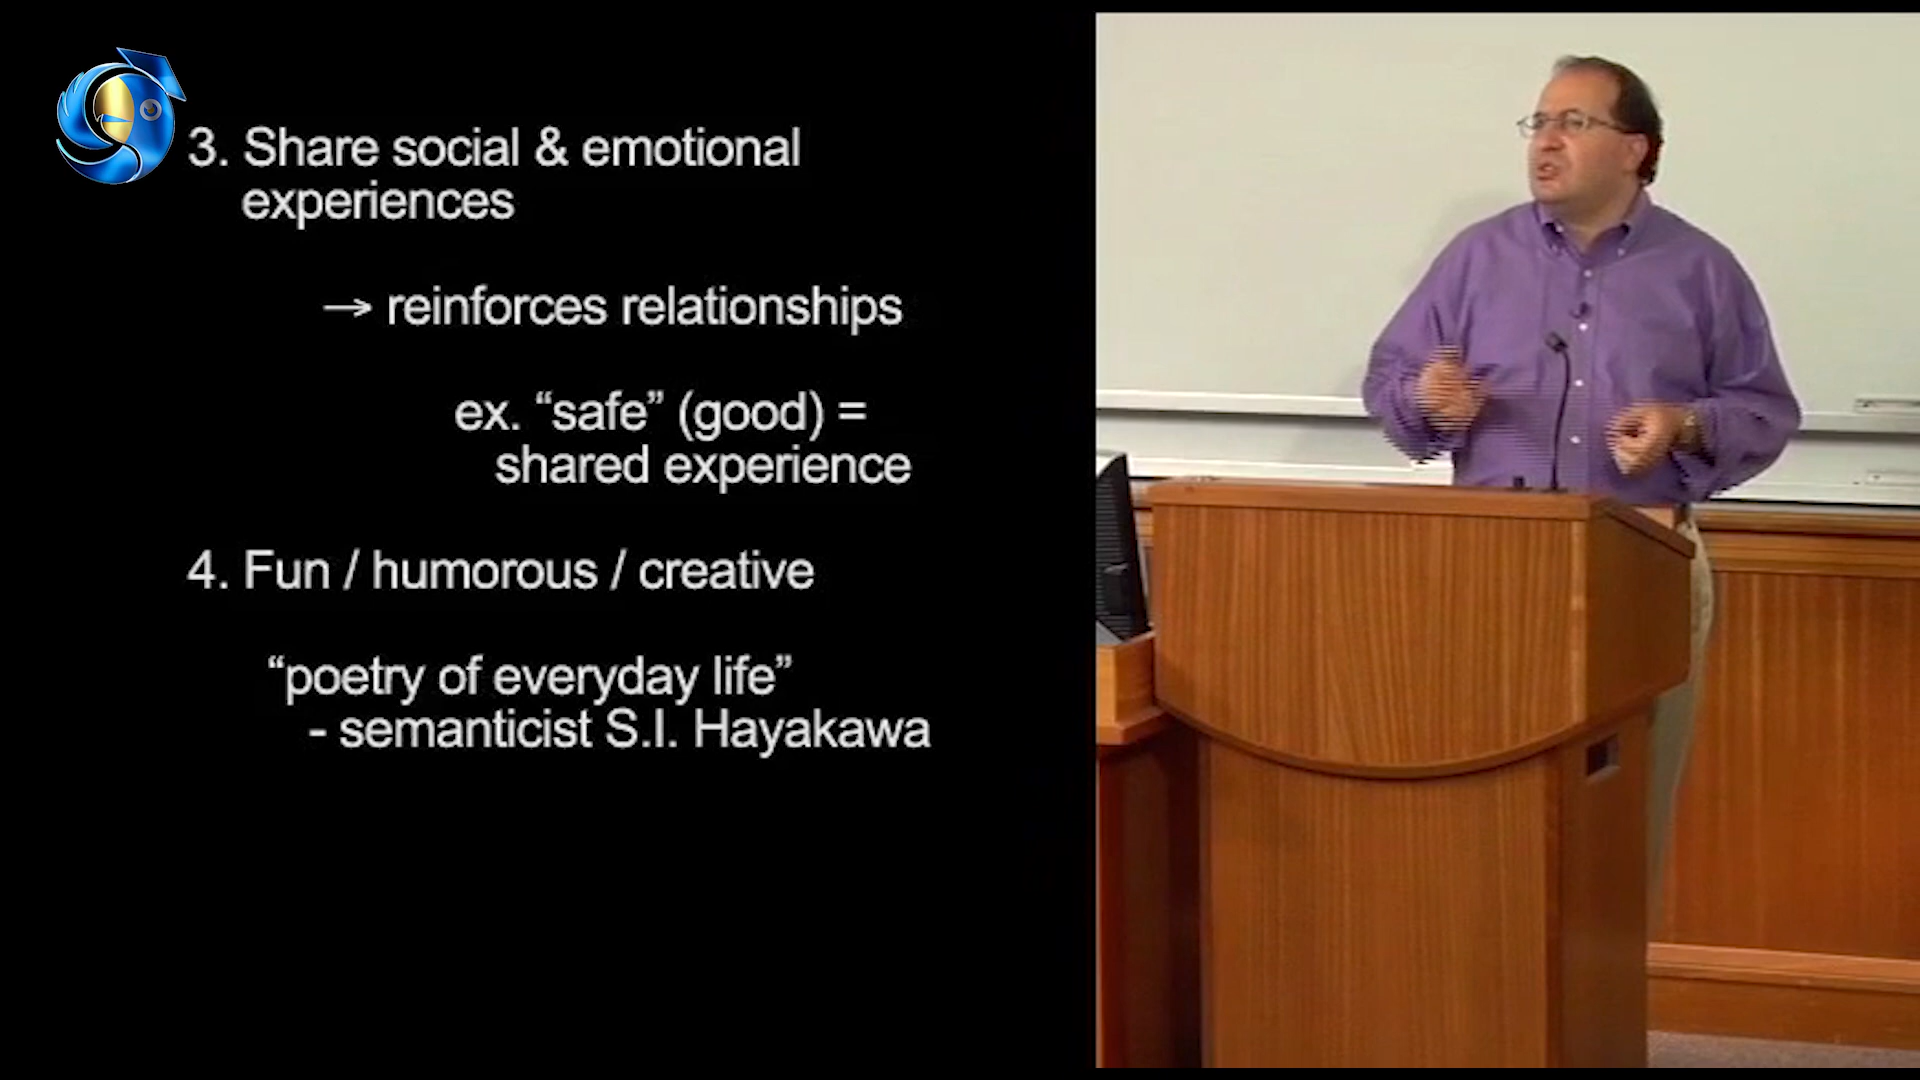 3. Share social & emotional
experiences
→ reinforces relationships
ex. “safe” (good) =
shared experience
4. Fun / humorous / creative
“poetry of everyday life”
- semanticist S.I. Hayakawa